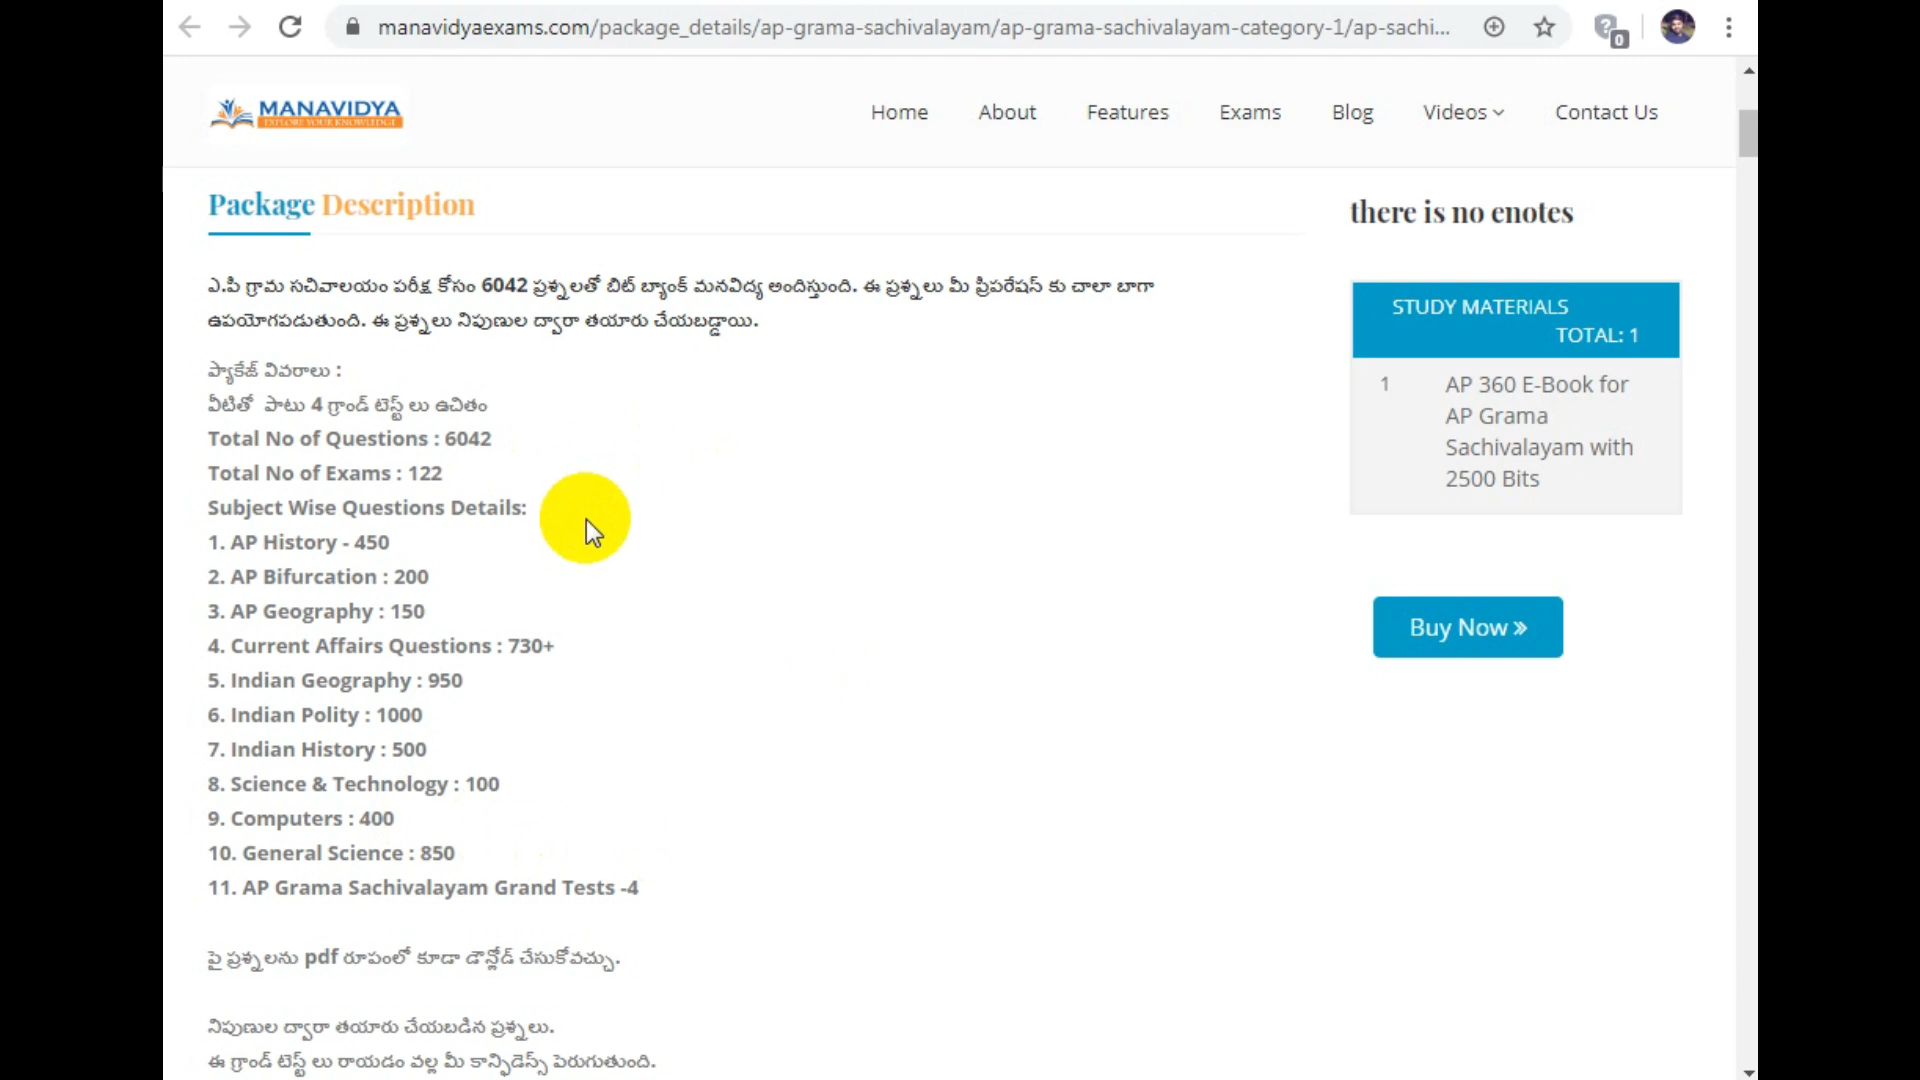 manavidyaexams.com/package_details/ap-grama-sachivalayam/ap-grama-sachivalayam-category-1/ap-sachi...
0
MANAVIDYA
EXPLORE YOUR KNOWLEDGE
Home About Features Exams Blog Videos Contact Us
Package Description
ఎ.పీ గ్రామ సచివాలయం పరీక్ష కోసం 6042 ప్రశ్నలతో బిట్ బ్యాంక్ మనవిద్య అందిస్తుంది. ఈ ప్రశ్నలు మీ ప్రిపరేషన్ కు చాలా బాగా
ఉపయోగపడుతుంది. ఈ ప్రశ్నలు నిపుణుల ద్వారా తయారు చేయబడ్డాయి.
ప్యాకేజ్ వివరాలు :
వీటితో పాటు 4 గ్రాండ్ టెస్ట్ లు ఉచితం
Total No of Questions : 6042
Total No of Exams : 122
Subject Wise Questions Details:
1. AP History - 450
2. AP Bifurcation : 200
3. AP Geography : 150
4. Current Affairs Questions : 730+
5. Indian Geography : 950
6. Indian Polity : 1000
7. Indian History : 500
8. Science & Technology : 100
9. Computers : 400
10. General Science : 850
11. AP Grama Sachivalayam Grand Tests -4
పై ప్రశ్నలను pdf రూపంలో కూడా డౌన్లోడ్ చేసుకోవచ్చు.
నిపుణుల ద్వారా తయారు చేయబడిన ప్రశ్నలు.
ఈ గ్రాండ్ టెస్ట్ లు రాయడం వల్ల మీ కాన్ఫిడెన్స్ పెరుగుతుంది.
there is no enotes
STUDY MATERIALS
TOTAL: 1
1 AP 360 E-Book for
AP Grama
Sachivalayam with
2500 Bits
Buy Now »